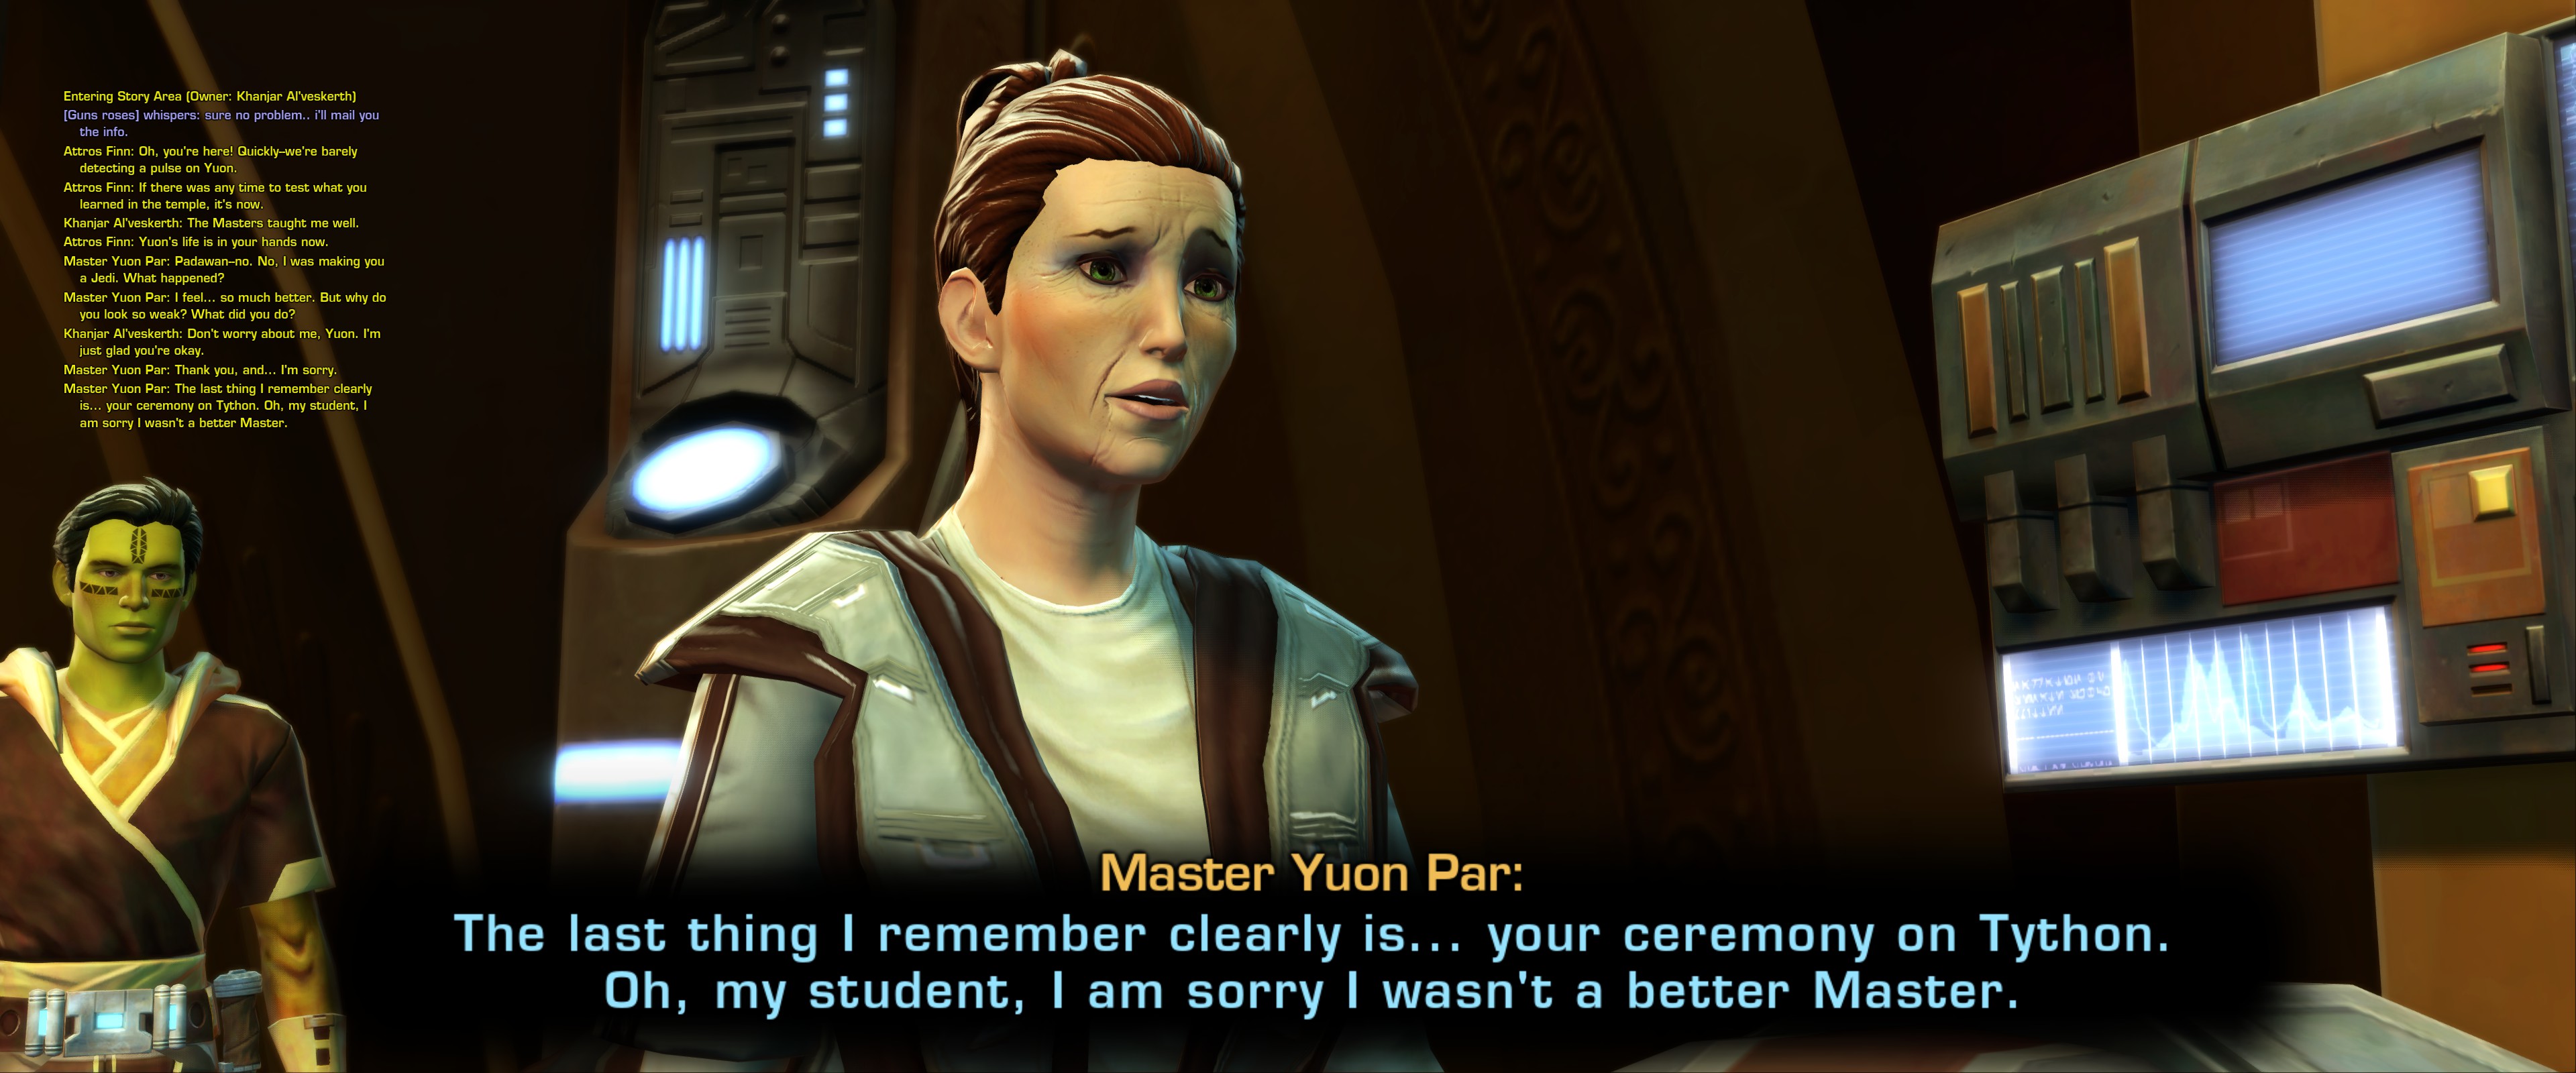 Entering Story Area (Owner: Khanjar Al'veskerth)
[Guns roses] whispers: sure no problem.. i'll mail you
the info.
Attros Finn: Oh, you're here! Quickly—we're barely
detecting a pulse on Yuon.
Attros Finn: If there was any time to test what you
learned in the temple, it's now.
Khanjar Al'veskerth: The Masters taught me well.
Attros Finn: Yuon's life is in your hands now.
Master Yuon Par: Padawan—no. No, I was making you
a Jedi. What happened?
Master Yuon Par: I feel... so much better. But why do
you look so weak? What did you do?
Khanjar Al'veskerth: Don't worry about me, Yuon. I'm
just glad you're okay.
Master Yuon Par: Thank you, and... I'm sorry.
Master Yuon Par: The last thing I remember clearly
is... your ceremony on Tython. Oh, my student, I
am sorry I wasn't a better Master.
Master Yuon Par:
The last thing I remember clearly is... your ceremony on Tython.
Oh, my student, I am sorry I wasn't a better Master.